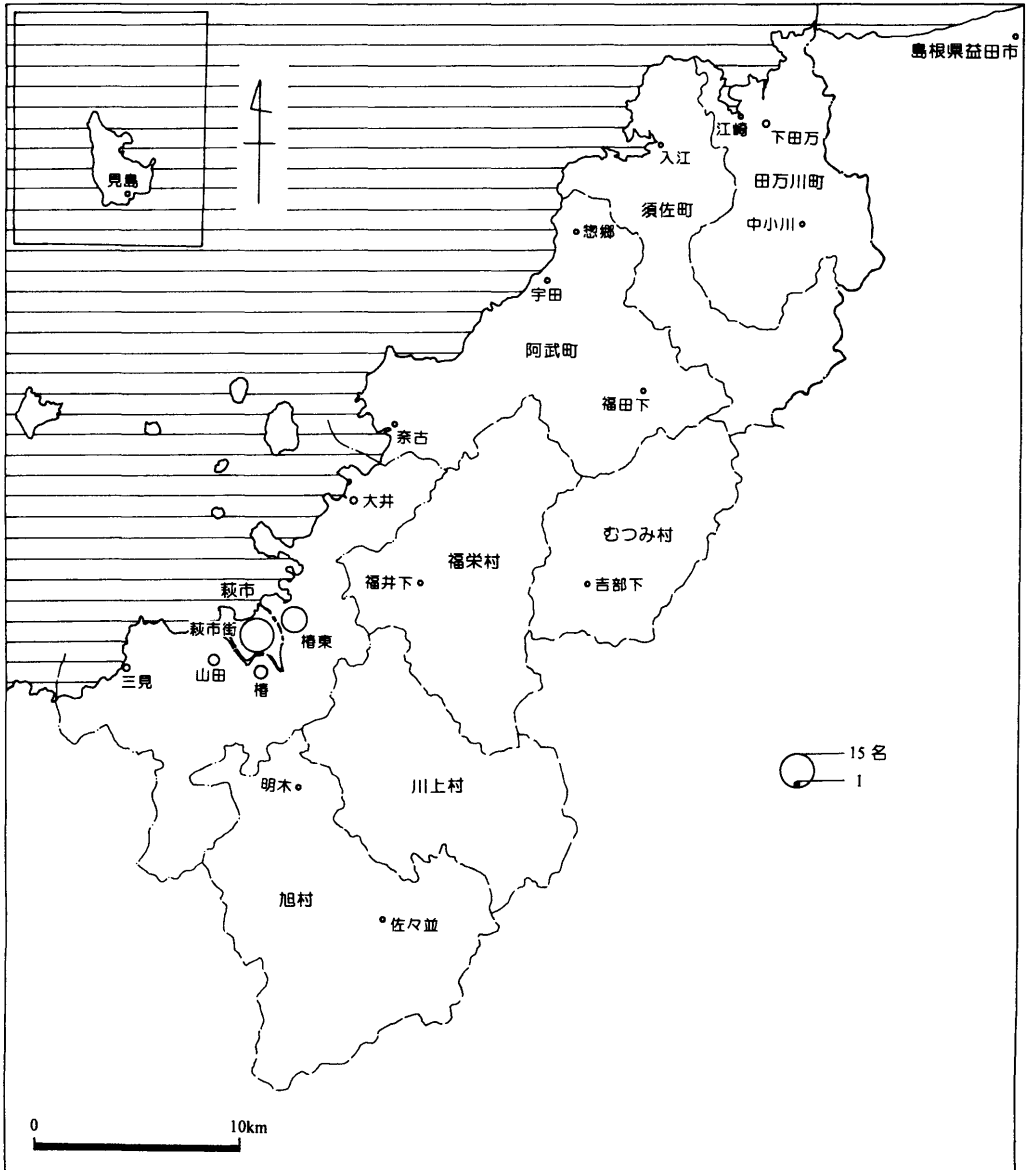 島根県益田市
江崎
下田万
入江
見島
田万川町
須佐町
中小川
惣郷
宇田
阿武町
福田下
奈古
大井
むつみ村
福栄村
福井下
吉部下
萩市
萩市街
椿東
山田
三見
椿
15 名
1
明木
川上村
旭村
佐々並
0
10km